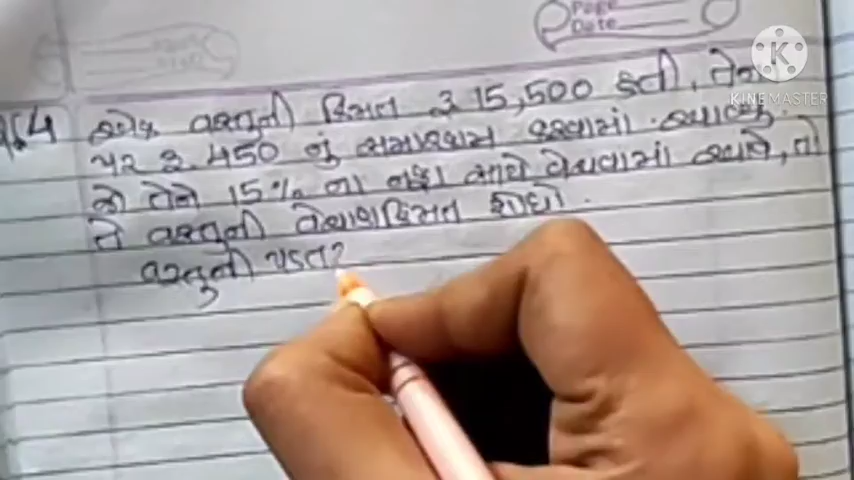 Page
Date
KINEMASTER
એક વસ્તુની કિંમત રૂ 15,500 હતી, તેના
પર રૂ 450 નું સમારકામ કરવામાં આવ્યું.
જો તેને 15% ના નફા સાથે વેચવામાં આવે, તો
તે વસ્તુની વેચાણકિંમત શોધો.
વસ્તુની પડતર